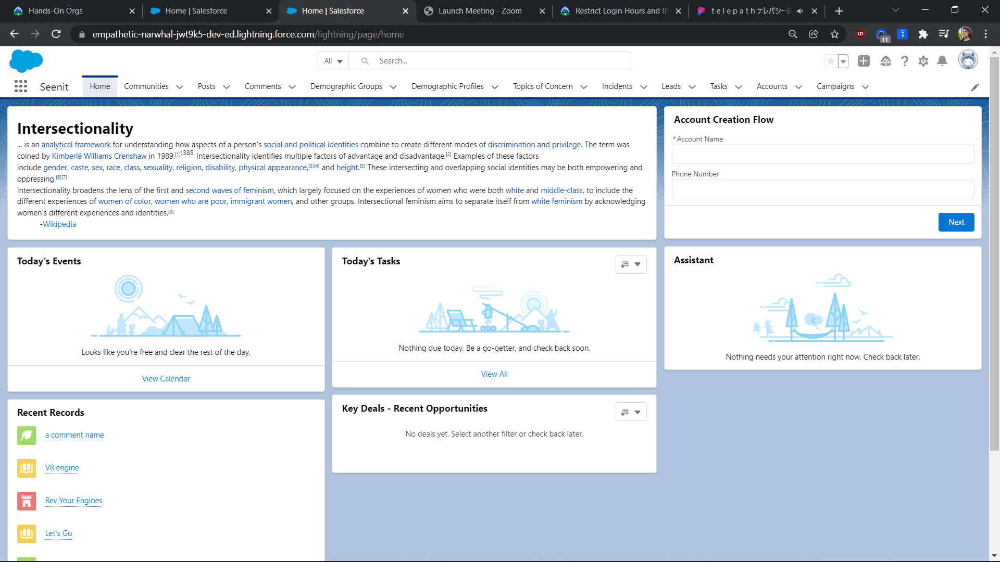 Hands-On Orgs
Home | Salesforce
Home | Salesforce
Launch Meeting - Zoom
Restrict Login Hours and IP
t e l e p a t h テレパシー能
empathetic-narwhal-jwt9k5-dev-ed.lightning.force.com/lightning/page/home
11
All
Search...
Seenit
Home
Communities
Posts
Comments
Demographic Groups
Demographic Profiles
Topics of Concern
Incidents
Leads
Tasks
Accounts
Campaigns
Intersectionality
... is an analytical framework for understanding how aspects of a person's social and political identities combine to create different modes of discrimination and privilege. The term was
coined by Kimberlé Williams Crenshaw in 1989.[1]:385 Intersectionality identifies multiple factors of advantage and disadvantage.[2] Examples of these factors
include gender, caste, sex, race, class, sexuality, religion, disability, physical appearance,[3][4] and height.[5] These intersecting and overlapping social identities may be both empowering and
oppressing.[6][7]
Intersectionality broadens the lens of the first and second waves of feminism, which largely focused on the experiences of women who were both white and middle-class, to include the
different experiences of women of color, women who are poor, immigrant women, and other groups. Intersectional feminism aims to separate itself from white feminism by acknowledging
women's different experiences and identities.[8]
-Wikipedia
Account Creation Flow
*Account Name
Phone Number
Next
Today's Events
Looks like you're free and clear the rest of the day.
View Calendar
Today's Tasks
Nothing due today. Be a go-getter, and check back soon.
View All
Assistant
z
Nothing needs your attention right now. Check back later.
Recent Records
a comment name
V8 engine
Rev Your Engines
Let's Go
Key Deals - Recent Opportunities
No deals yet. Select another filter or check back later.